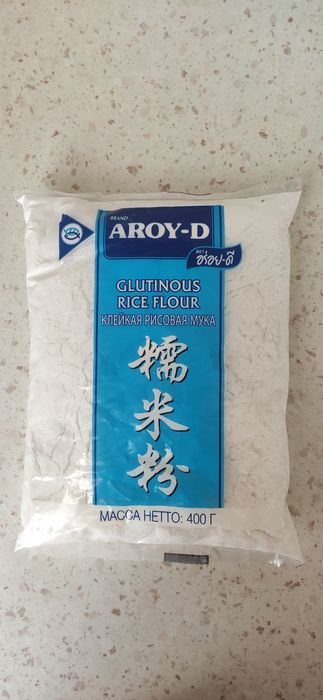 BRAND
AROY-D
ตรา
อร่อย-ดี
GLUTINOUS
RICE FLOUR
КЛЕЙКАЯ РИСОВАЯ МУКА
糯
米
粉
МАССА НЕТТО: 400 Г